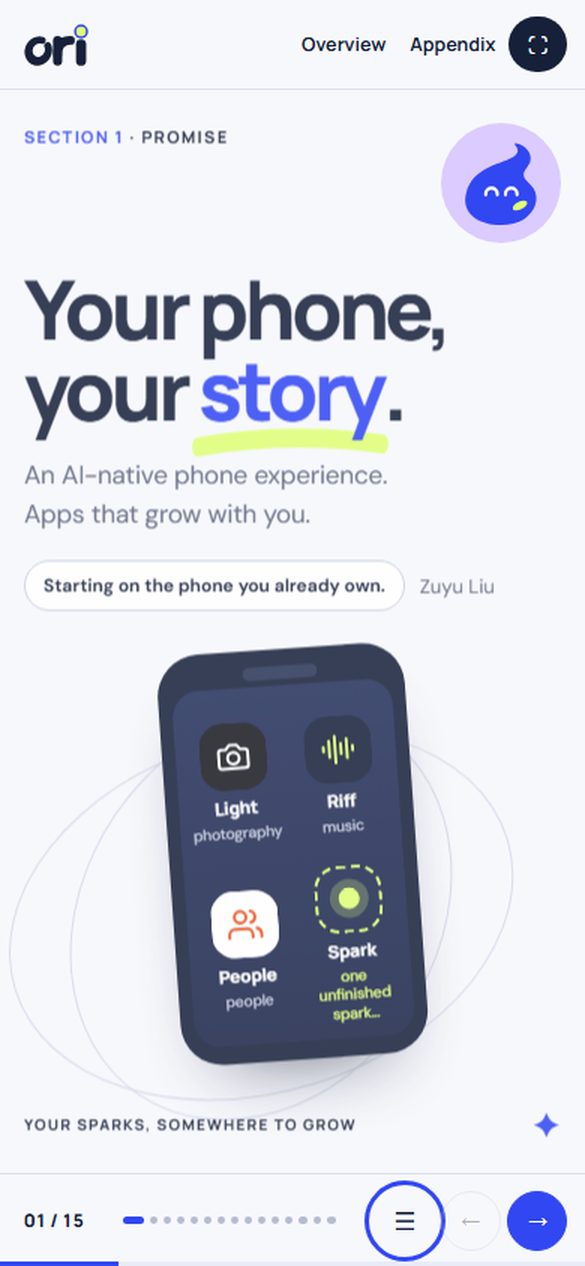 ori
Overview Appendix
SECTION 1 · PROMISE
Your phone,
your story.
An AI-native phone experience.
Apps that grow with you.
Starting on the phone you already own. Zuyu Liu
Light
photography
Riff
music
People
people
Spark
one
unfinished
spark...
YOUR SPARKS, SOMEWHERE TO GROW
01 / 15